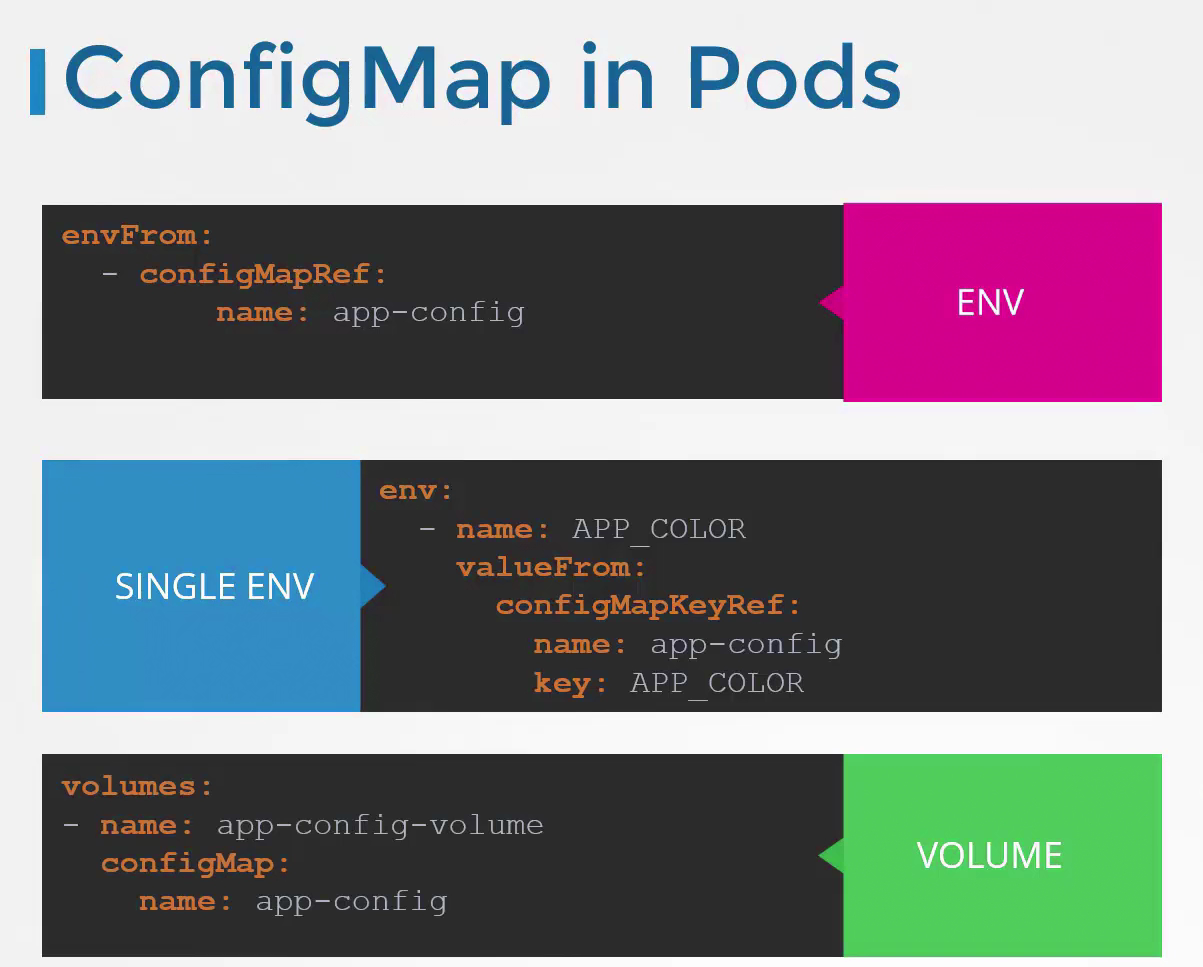 ConfigMap in Pods
envFrom:
  - configMapRef:
        name: app-config
ENV
SINGLE ENV
env:
  - name: APP_COLOR
    valueFrom:
      configMapKeyRef:
        name: app-config
        key: APP_COLOR
volumes:
- name: app-config-volume
  configMap:
    name: app-config
VOLUME